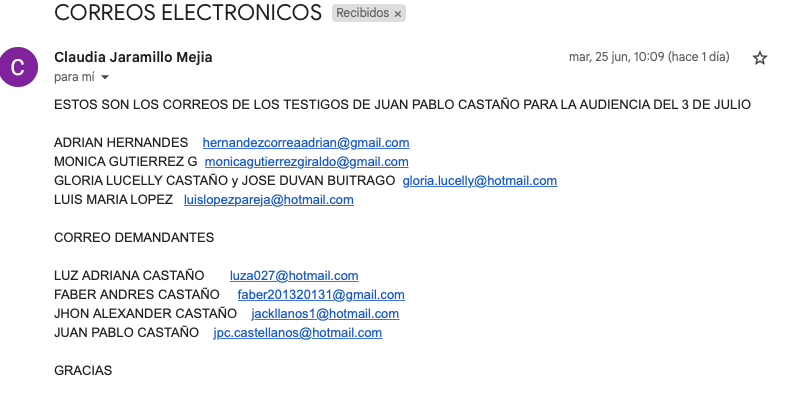 CORREOS ELECTRONICOS Recibidos ×
C
Claudia Jaramillo Mejia mar, 25 jun, 10:09 (hace 1 día)
para mí
ESTOS SON LOS CORREOS DE LOS TESTIGOS DE JUAN PABLO CASTAÑO PARA LA AUDIENCIA DEL 3 DE JULIO
ADRIAN HERNANDES hernandezcorreaadrian@gmail.com
MONICA GUTIERREZ G monicagutierrezgiraldo@gmail.com
GLORIA LUCELLY CASTAÑO y JOSE DUVAN BUITRAGO gloria.lucelly@hotmail.com
LUIS MARIA LOPEZ luislopezpareja@hotmail.com
CORREO DEMANDANTES
LUZ ADRIANA CASTAÑO luza027@hotmail.com
FABER ANDRES CASTAÑO faber201320131@gmail.com
JHON ALEXANDER CASTAÑO jackllanos1@hotmail.com
JUAN PABLO CASTAÑO jpc.castellanos@hotmail.com
GRACIAS